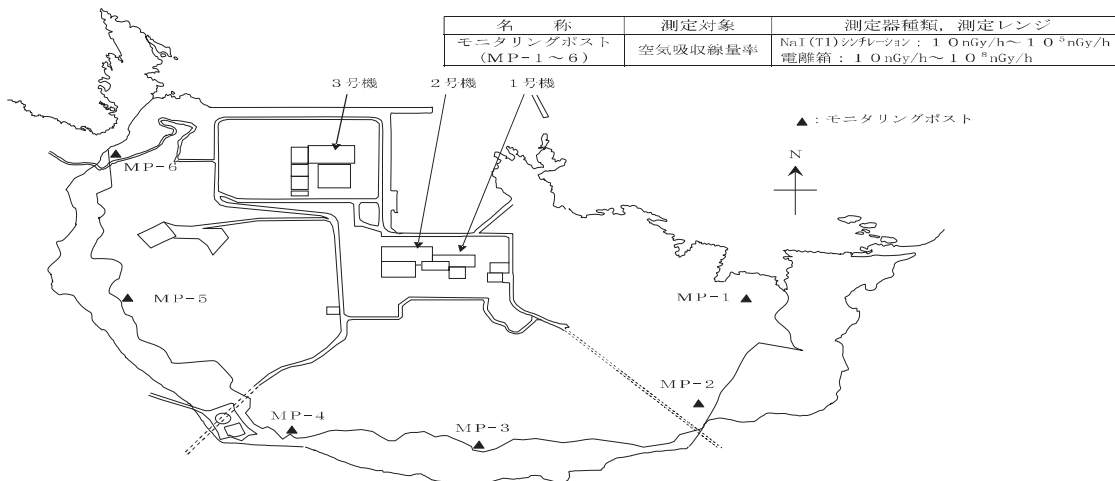 名　称　測定対象　測定器種類，測定レンジ
モニタリングポスト
(MP-1～6)
空気吸収線量率
NaI(Tl)シンチレーション：１０nGy/h～１０⁵nGy/h
電離箱：１０nGy/h～１０⁸nGy/h
３号機　２号機　１号機
▲：モニタリングポスト
MP-6
N
MP-5
MP-1
MP-2
MP-4
MP-3